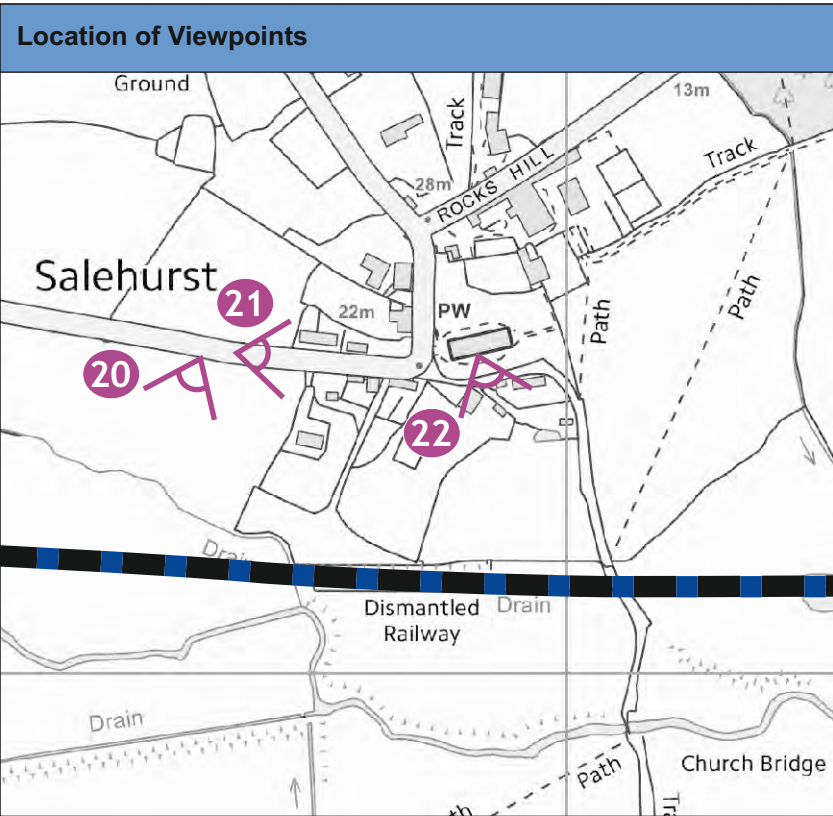 Location of Viewpoints
Ground
13m
Track
ROCKS HILL
Track
28m
Salehurst
21
22m
PW
Path
Path
20
22
Drain
Dismantled
Railway
Drain
Drain
Church Bridge
Path